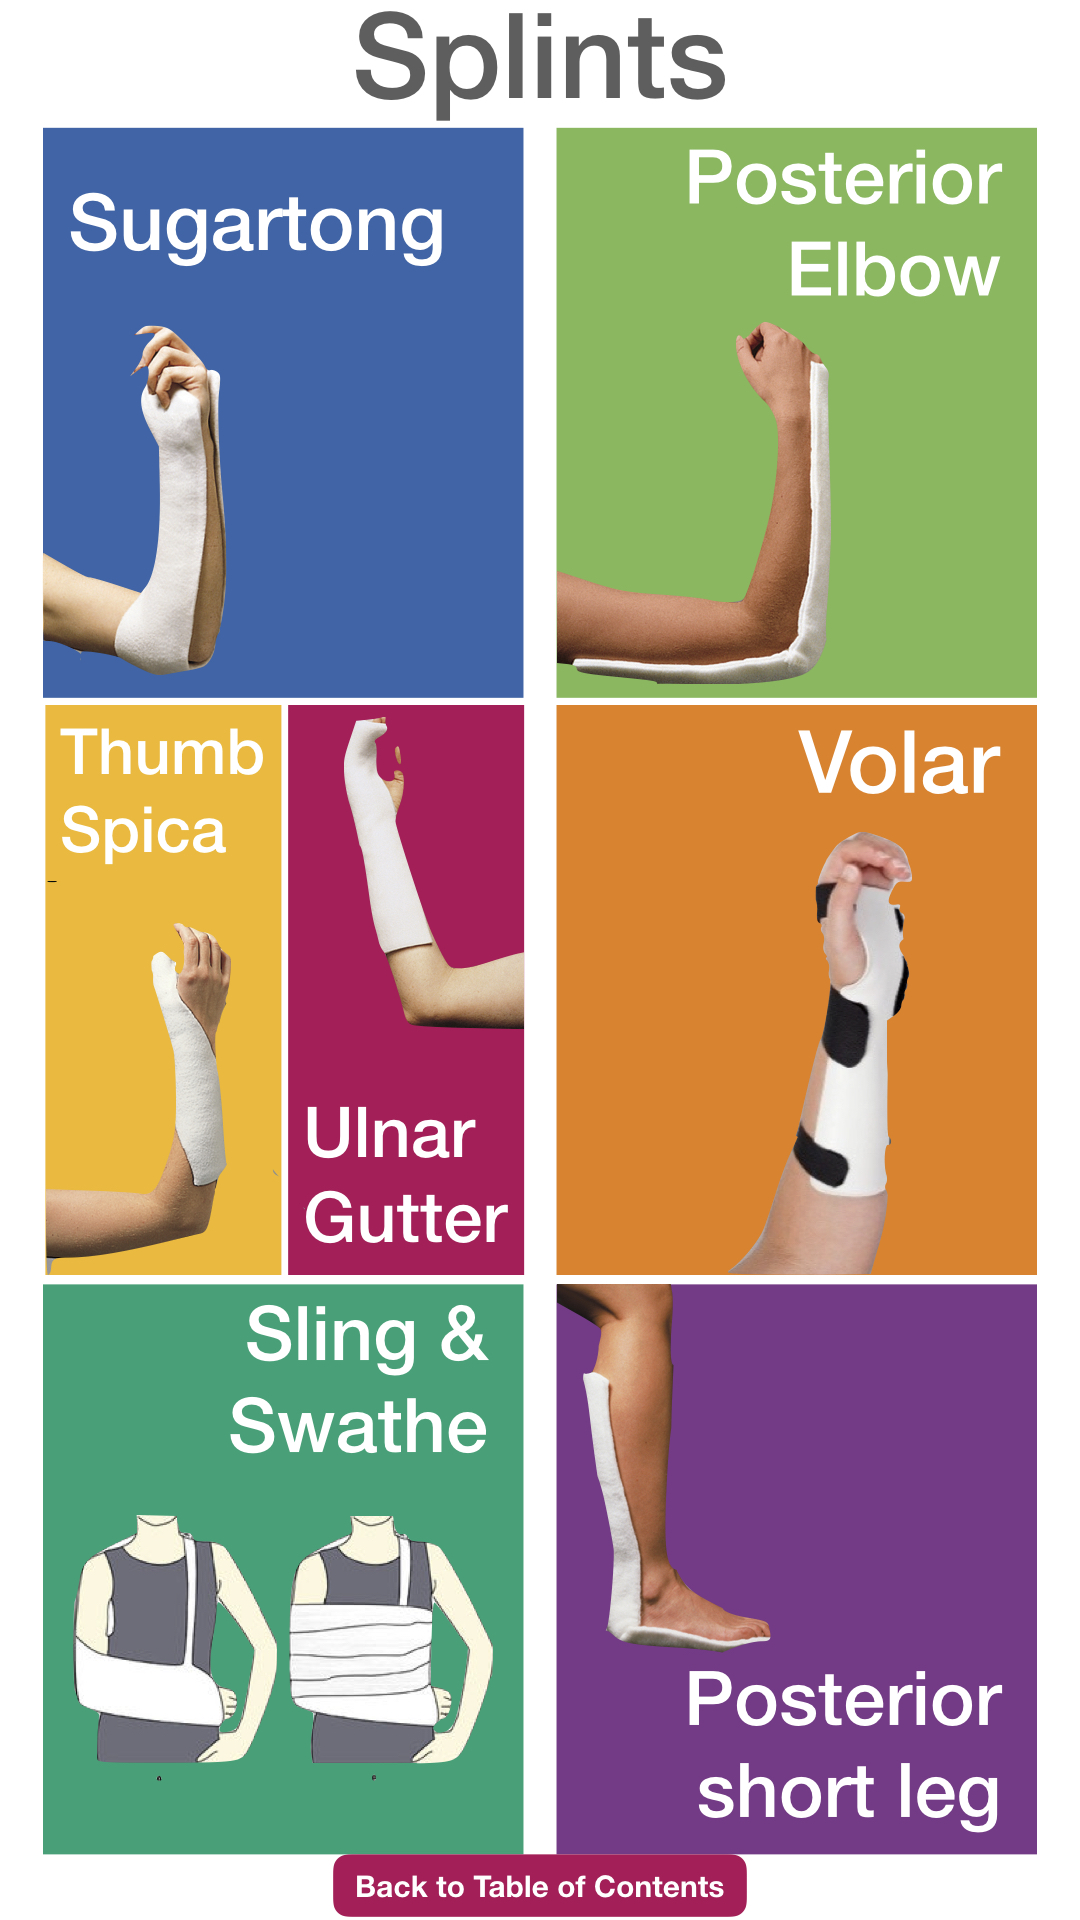 Splints
Sugartong
Posterior
Elbow
Thumb
Spica
Ulnar
Gutter
Volar
Sling &
Swathe
Posterior
short leg
Back to Table of Contents